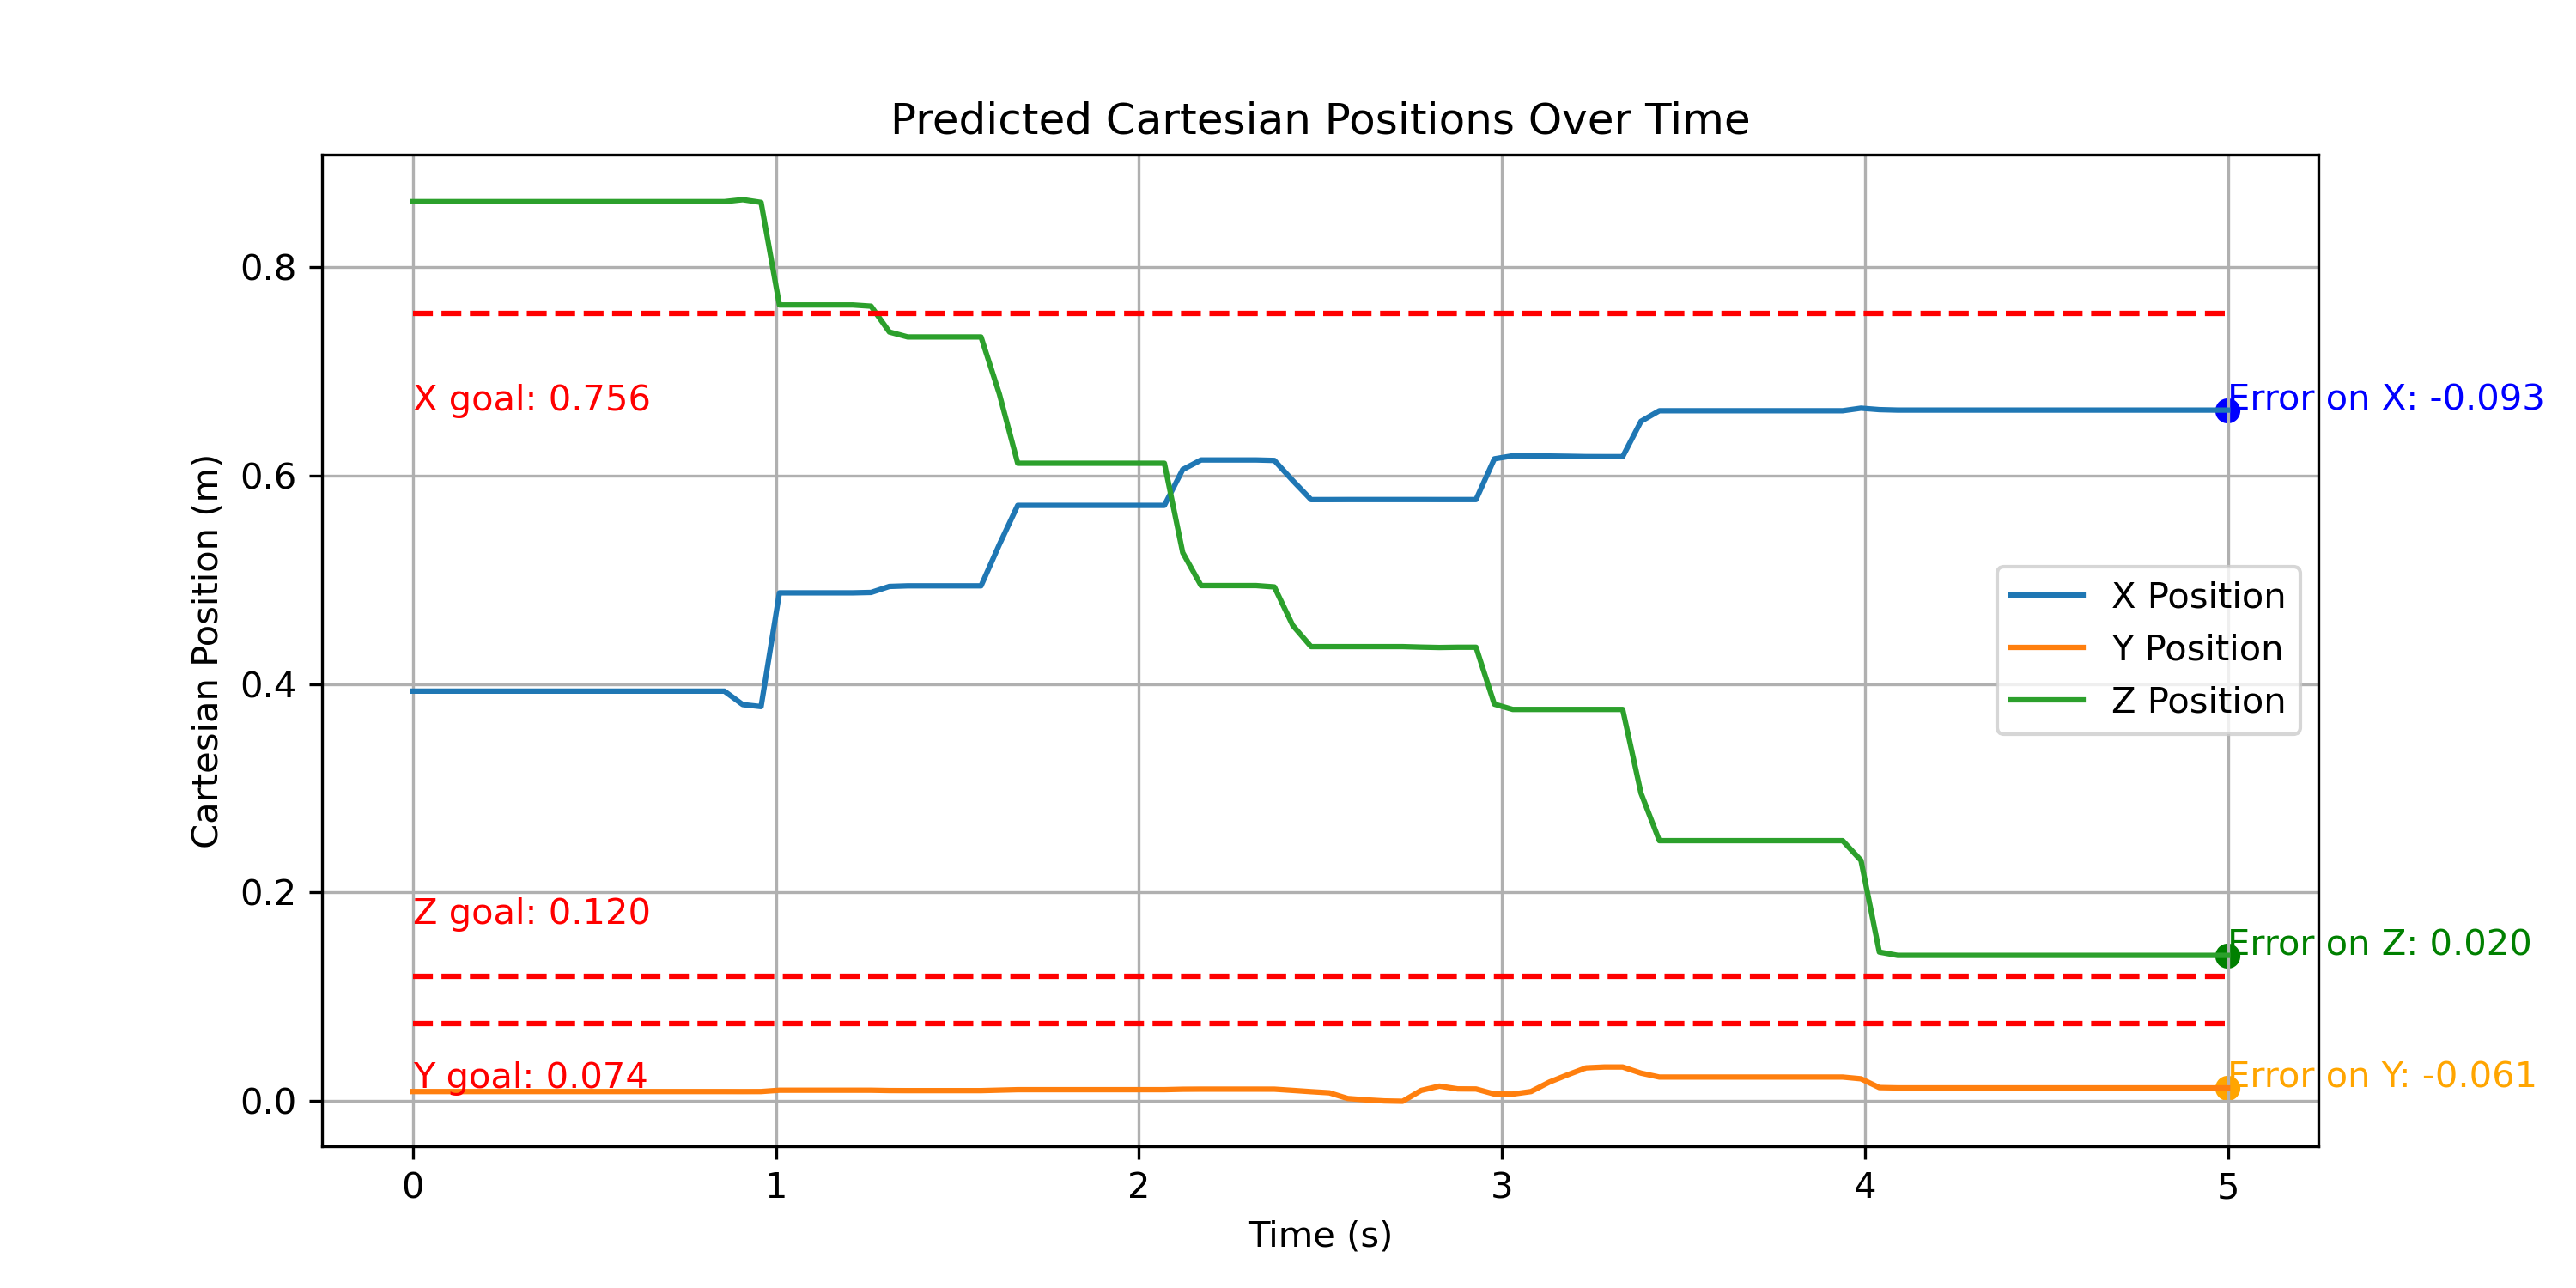 Predicted Cartesian Positions Over Time
Cartesian Position (m)
0.8
0.6
0.4
0.2
0.0
X goal: 0.756
Z goal: 0.120
Y goal: 0.074
Error on X: -0.093
Error on Z: 0.020
Error on Y: -0.061
X Position
Y Position
Z Position
0 1 2 3 4 5
Time (s)